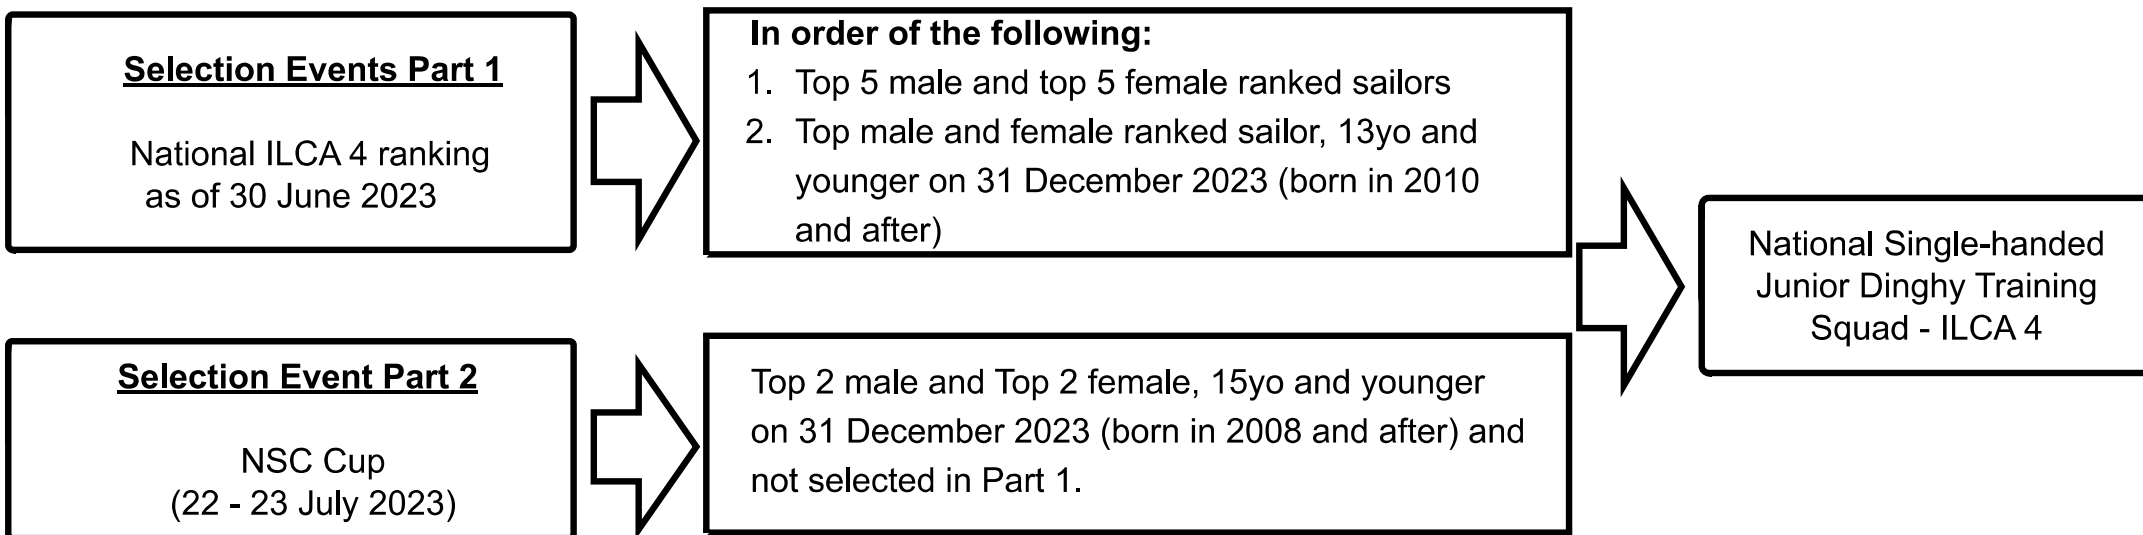 Selection Events Part 1
National ILCA 4 ranking
as of 30 June 2023
In order of the following:
1. Top 5 male and top 5 female ranked sailors
2. Top male and female ranked sailor, 13yo and
younger on 31 December 2023 (born in 2010
and after)
Selection Event Part 2
NSC Cup
(22 - 23 July 2023)
Top 2 male and Top 2 female, 15yo and younger
on 31 December 2023 (born in 2008 and after) and
not selected in Part 1.
National Single-handed
Junior Dinghy Training
Squad - ILCA 4